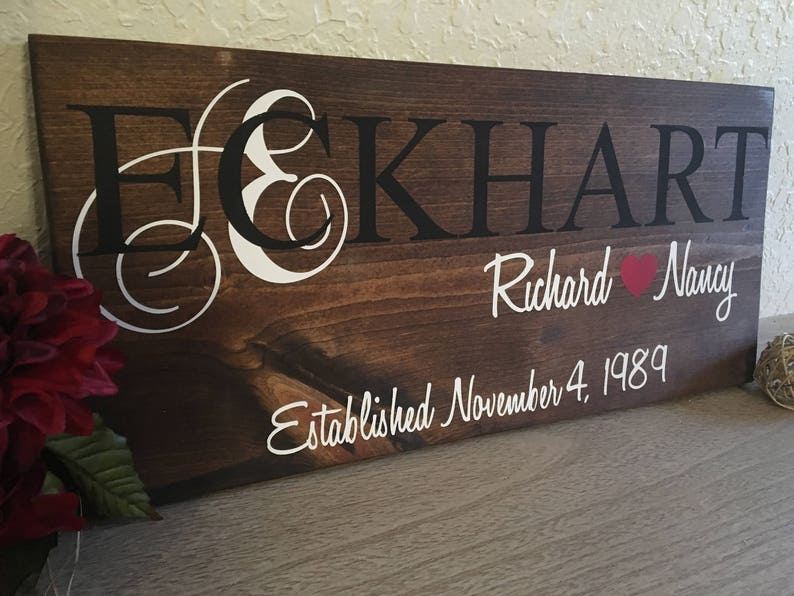 E
ECKHART
Richard Nancy
Established November 4, 1989